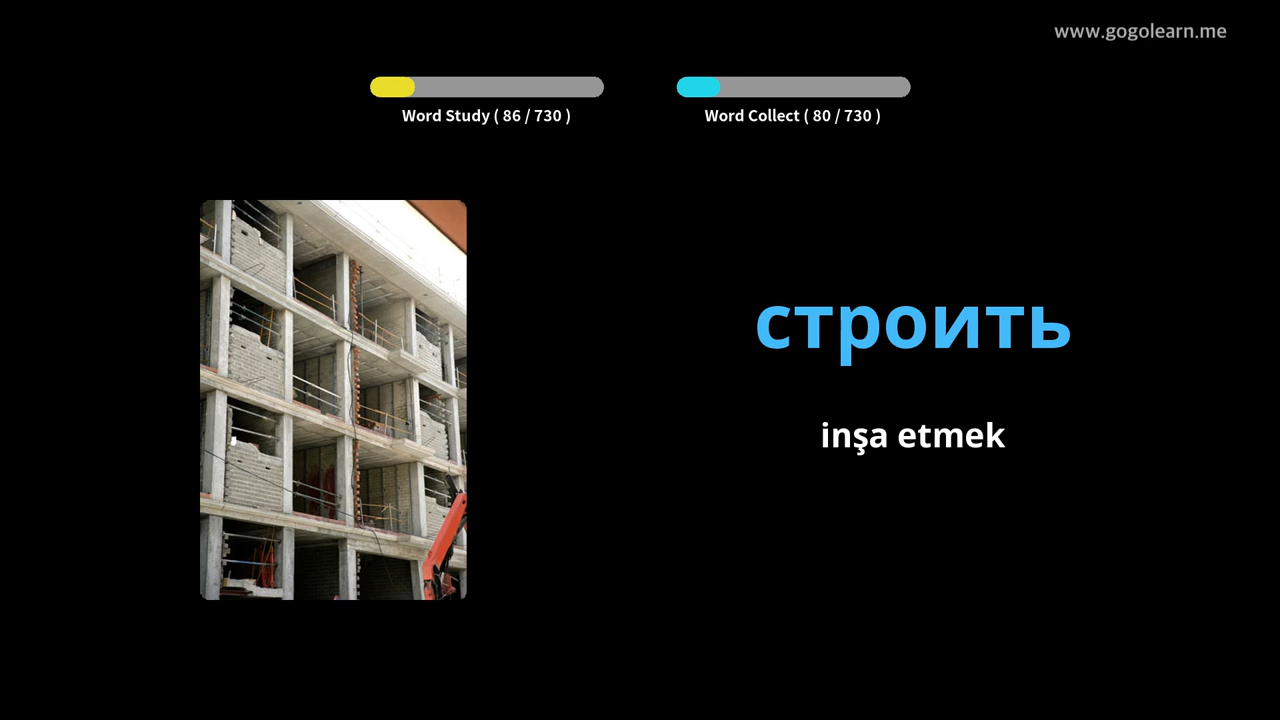 www.gogolearn.me
Word Study ( 86 / 730 )
Word Collect ( 80 / 730 )
строить
inşa etmek